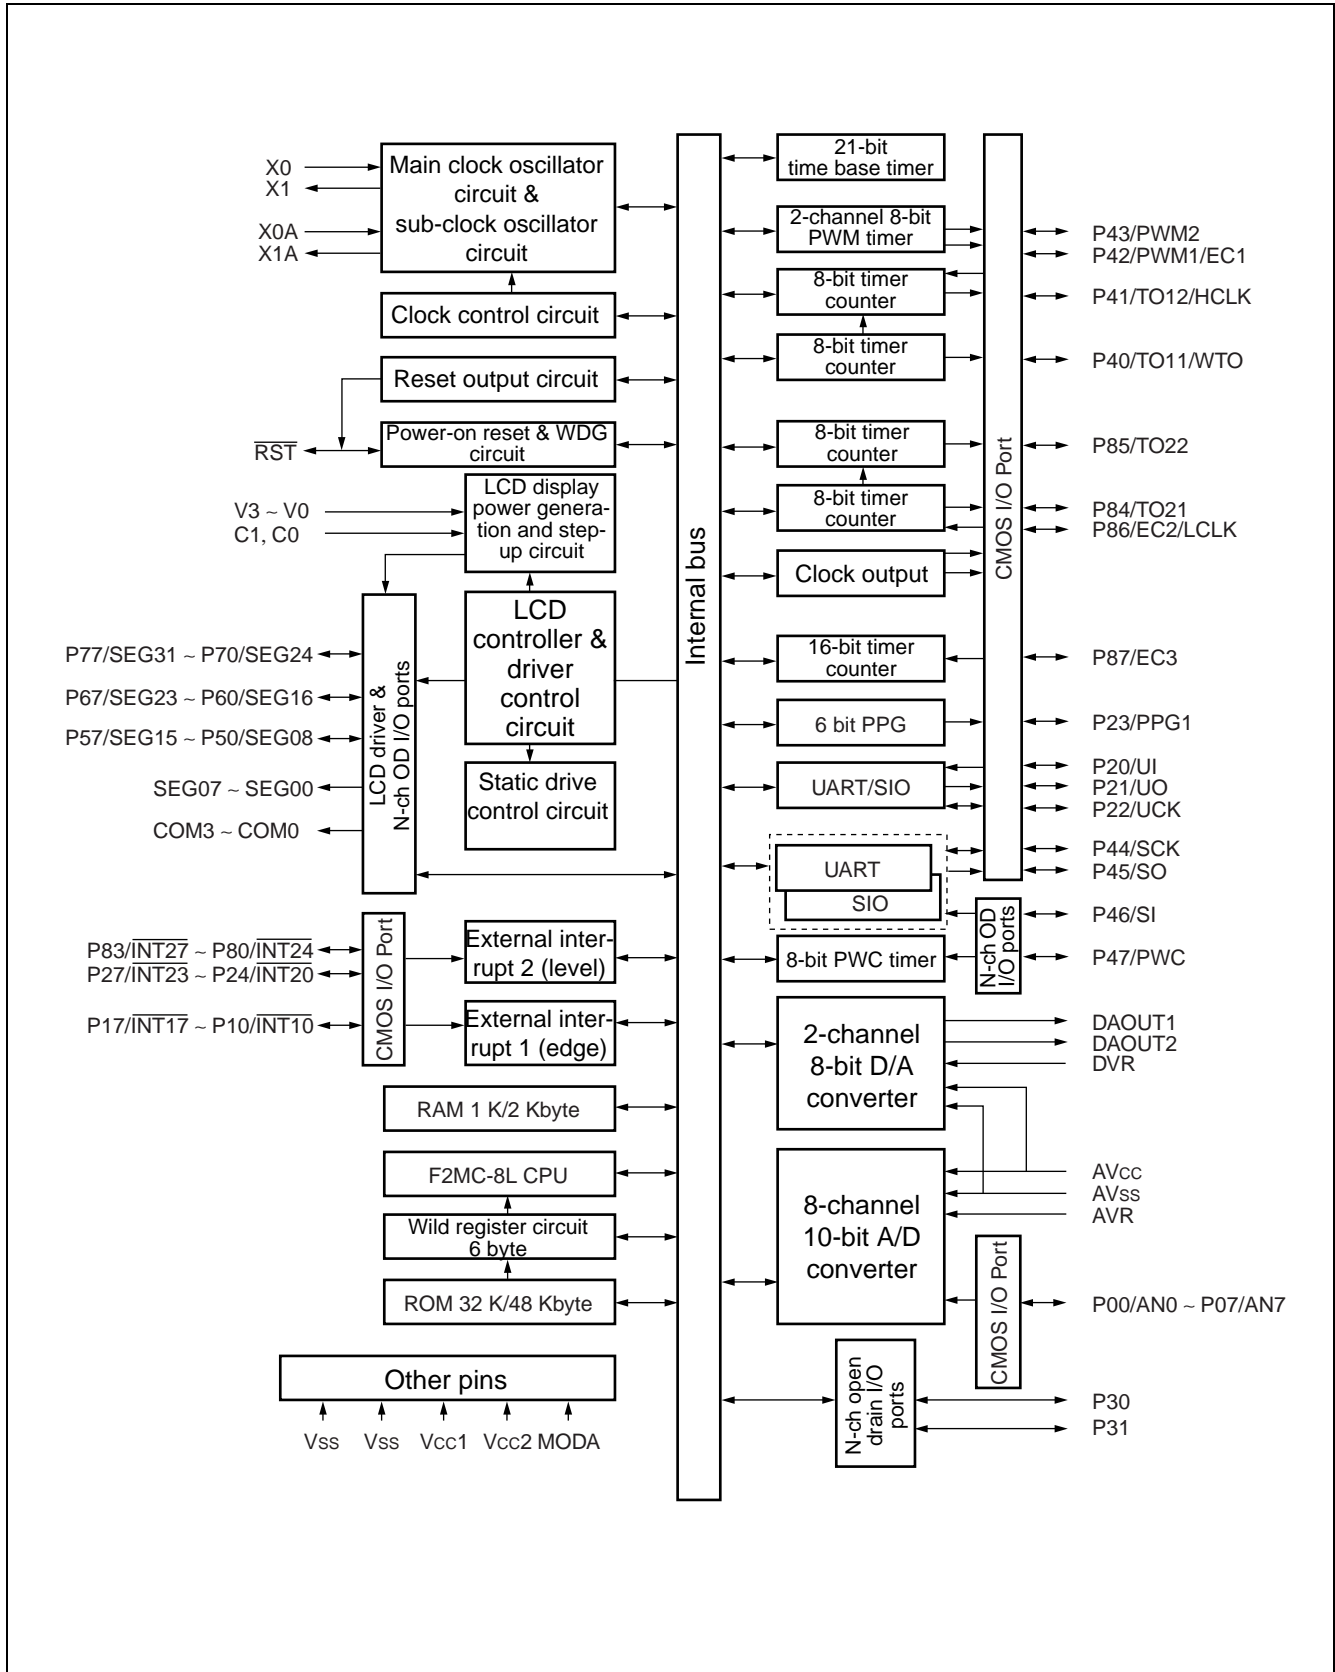 X0
X1
X0A
X1A
Main clock oscillator
circuit &
sub-clock oscillator
circuit
Clock control circuit
Reset output circuit
RST
Power-on reset & WDG
circuit
V3 ~ V0
C1, C0
LCD display
power genera-
tion and step-
up circuit
P77/SEG31 ~ P70/SEG24
P67/SEG23 ~ P60/SEG16
P57/SEG15 ~ P50/SEG08
SEG07 ~ SEG00
COM3 ~ COM0
LCD driver &
N-ch OD I/O ports
LCD
controller &
driver
control
circuit
Static drive
control circuit
P83/INT27 ~ P80/INT24
P27/INT23 ~ P24/INT20
P17/INT17 ~ P10/INT10
CMOS I/O Port
External inter-
rupt 2 (level)
External inter-
rupt 1 (edge)
RAM 1 K/2 Kbyte
F2MC-8L CPU
Wild register circuit
6 byte
ROM 32 K/48 Kbyte
Other pins
Vss
Vss
Vcc1
Vcc2
MODA
Internal bus
21-bit
time base timer
2-channel 8-bit
PWM timer
8-bit timer
counter
8-bit timer
counter
8-bit timer
counter
8-bit timer
counter
Clock output
16-bit timer
counter
6 bit PPG
UART/SIO
UART
SIO
8-bit PWC timer
2-channel
8-bit D/A
converter
8-channel
10-bit A/D
converter
N-ch open
drain I/O
ports
CMOS I/O Port
N-ch OD
I/O ports
CMOS I/O Port
P43/PWM2
P42/PWM1/EC1
P41/TO12/HCLK
P40/TO11/WTO
P85/TO22
P84/TO21
P86/EC2/LCLK
P87/EC3
P23/PPG1
P20/UI
P21/UO
P22/UCK
P44/SCK
P45/SO
P46/SI
P47/PWC
DAOUT1
DAOUT2
DVR
AVcc
AVss
AVR
P00/AN0 ~ P07/AN7
P30
P31